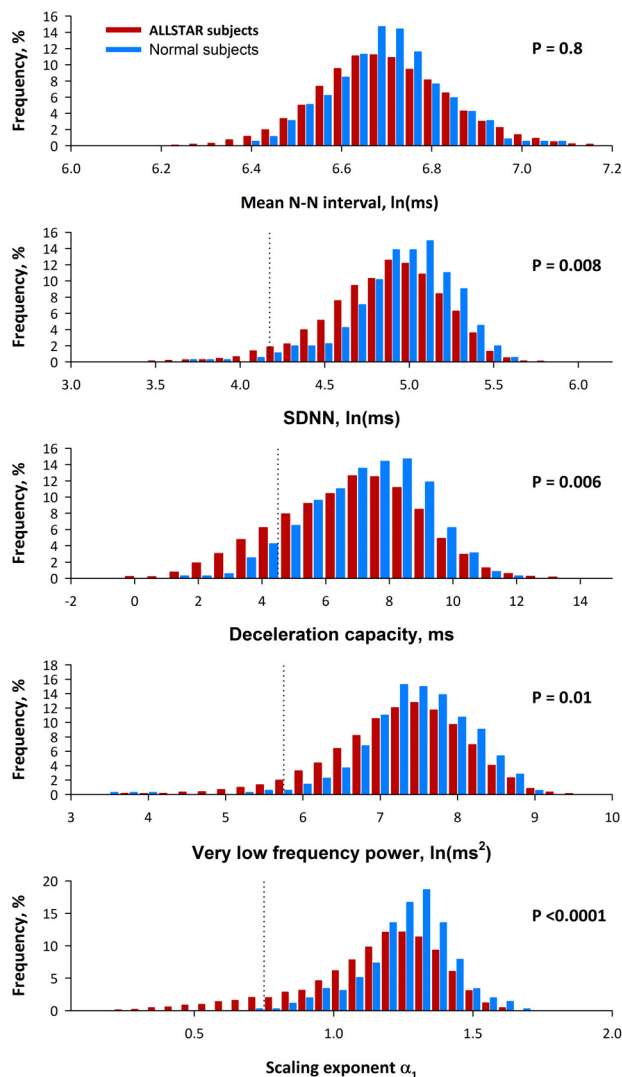 16
14
12
10
8
6
4
2
0
Frequency, %
ALLSTAR subjects
Normal subjects
P = 0.8
6.0 6.2 6.4 6.6 6.8 7.0 7.2
Mean N-N interval, ln(ms)
16
14
12
10
8
6
4
2
0
Frequency, %
P = 0.008
3.0 3.5 4.0 4.5 5.0 5.5 6.0
SDNN, ln(ms)
16
14
12
10
8
6
4
2
0
Frequency, %
P = 0.006
-2 0 2 4 6 8 10 12 14
Deceleration capacity, ms
18
16
14
12
10
8
6
4
2
0
Frequency, %
P = 0.01
3 4 5 6 7 8 9 10
Very low frequency power, ln(ms²)
20
15
10
5
0
Frequency, %
P <0.0001
0.5 1.0 1.5 2.0
Scaling exponent α₁